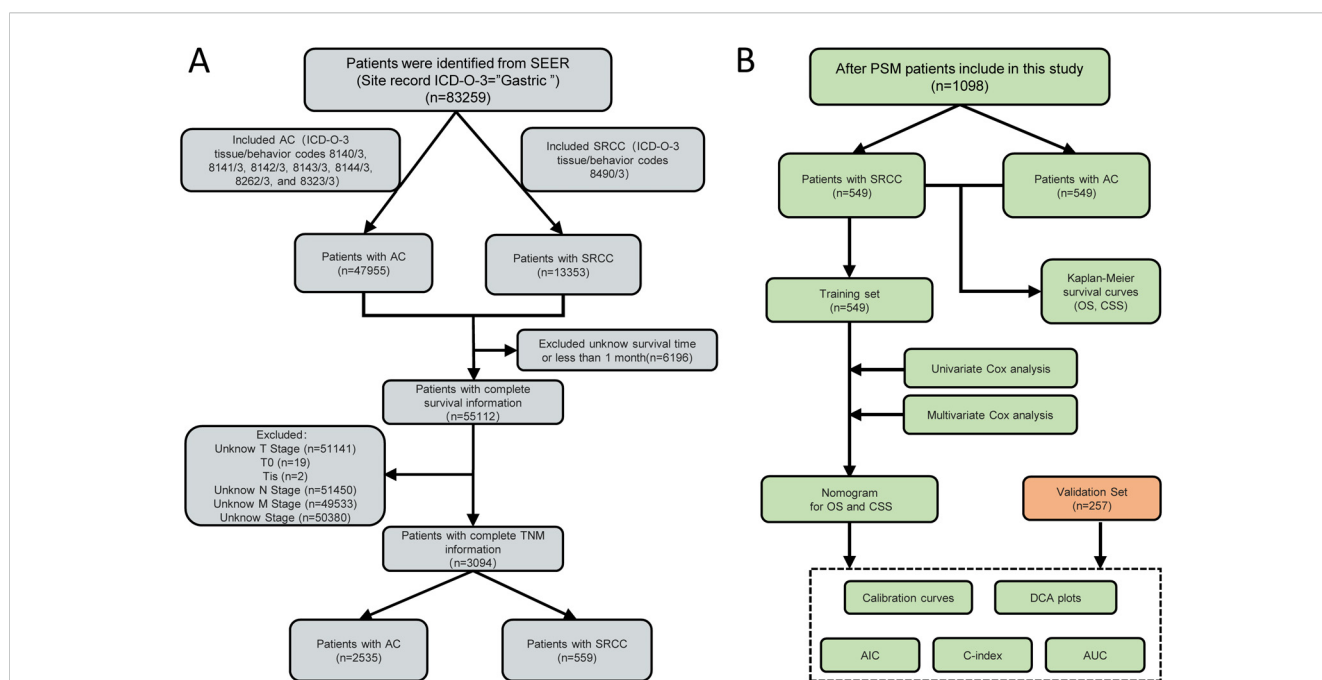 A
Patients were identified from SEER
(Site record ICD-O-3=”Gastric ”)
(n=83259)
Included AC (ICD-O-3
tissue/behavior codes 8140/3,
8141/3, 8142/3, 8143/3, 8144/3,
8262/3, and 8323/3)
Included SRCC (ICD-O-3
tissue/behavior codes
8490/3)
Patients with AC
(n=47955)
Patients with SRCC
(n=13353)
Excluded unknow survival time
or less than 1 month(n=6196)
Patients with complete
survival information
(n=55112)
Excluded:
Unknow T Stage (n=51141)
T0 (n=19)
Tis (n=2)
Unknow N Stage (n=51450)
Unknow M Stage (n=49533)
Unknow Stage (n=50380)
Patients with complete TNM
information
(n=3094)
Patients with AC
(n=2535)
Patients with SRCC
(n=559)
B
After PSM patients include in this study
(n=1098)
Patients with SRCC
(n=549)
Patients with AC
(n=549)
Training set
(n=549)
Kaplan-Meier
survival curves
(OS, CSS)
Univariate Cox analysis
Multivariate Cox analysis
Nomogram
for OS and CSS
Validation Set
(n=257)
Calibration curves
DCA plots
AIC
C-index
AUC